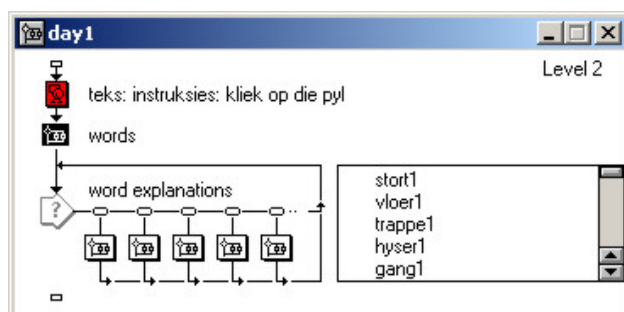 day1
Level 2
teks: instruksies: kliek op die pyl
words
word explanations
?
stort1
vloer1
trappe1
hyser1
gang1